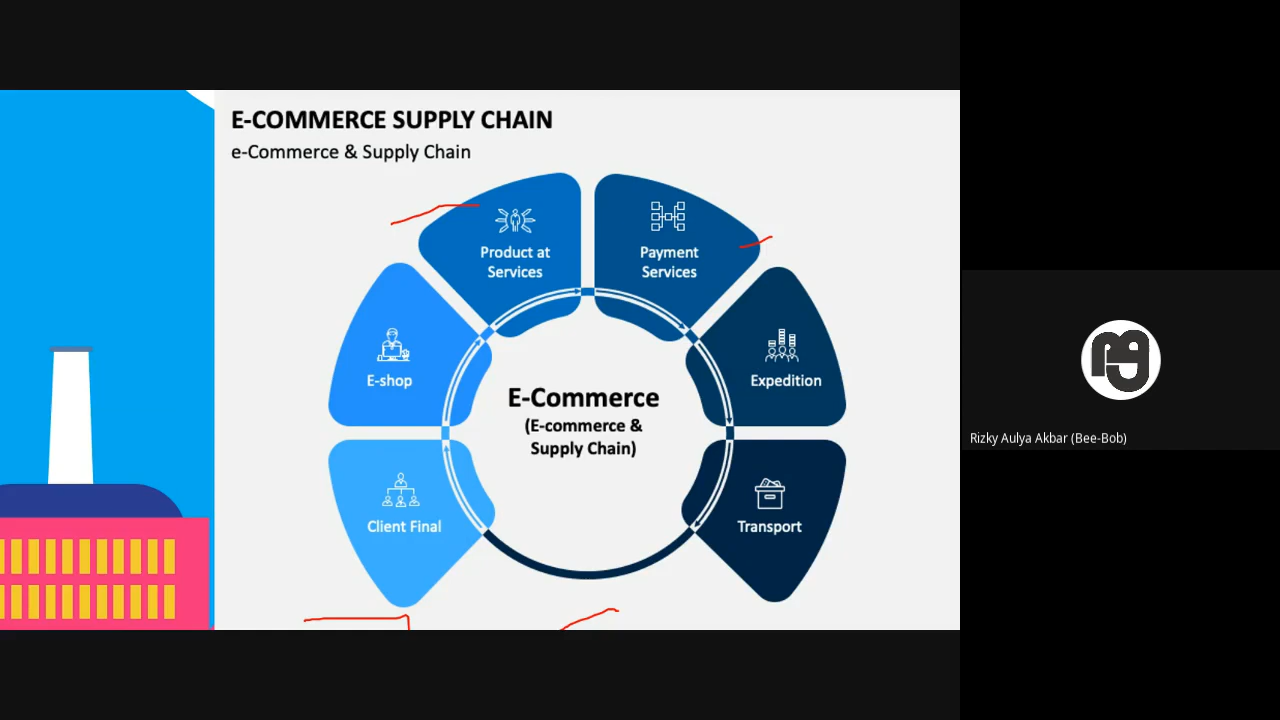 E-COMMERCE SUPPLY CHAIN
e-Commerce & Supply Chain
Product at
Services
Payment
Services
E-shop
Expedition
E-Commerce
(E-commerce &
Supply Chain)
Client Final
Transport
Rizky Aulya Akbar (Bee-Bob)